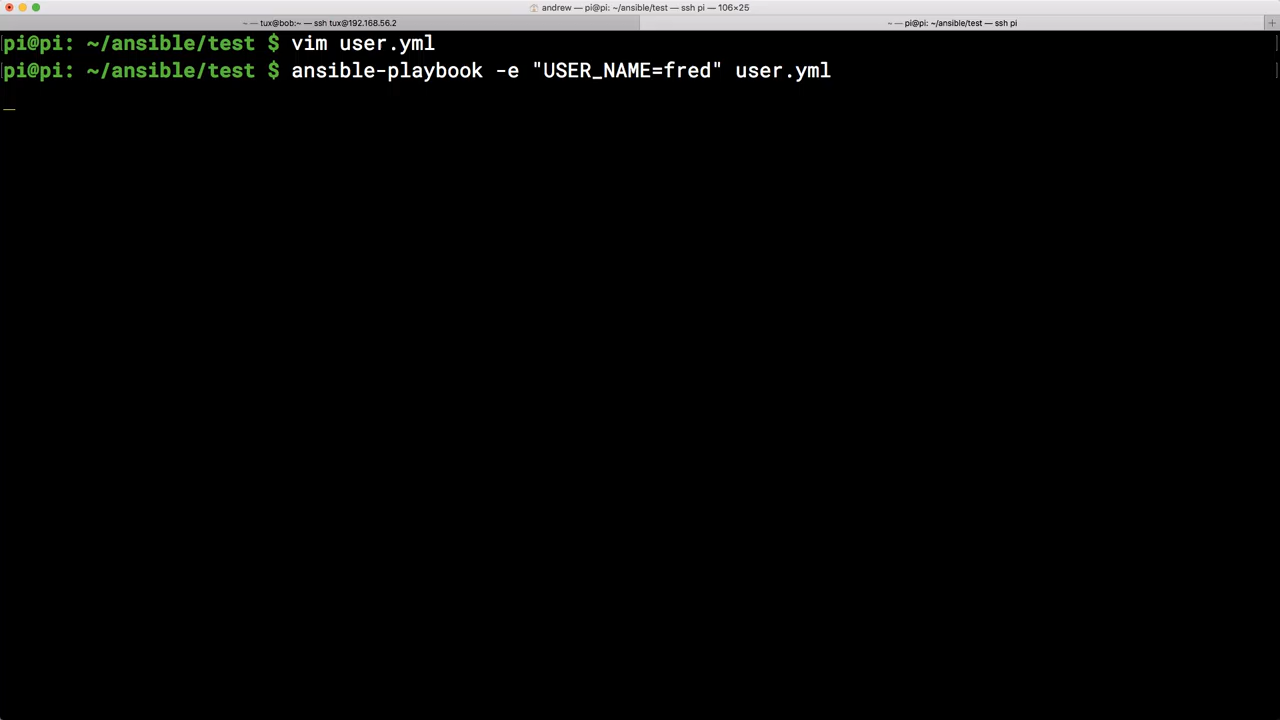 andrew — pi@pi: ~/ansible/test — ssh pi — 106×25
~ — tux@bob:~ — ssh tux@192.168.56.2
~ — pi@pi: ~/ansible/test — ssh pi
pi@pi: ~/ansible/test $ vim user.yml
pi@pi: ~/ansible/test $ ansible-playbook -e "USER_NAME=fred" user.yml